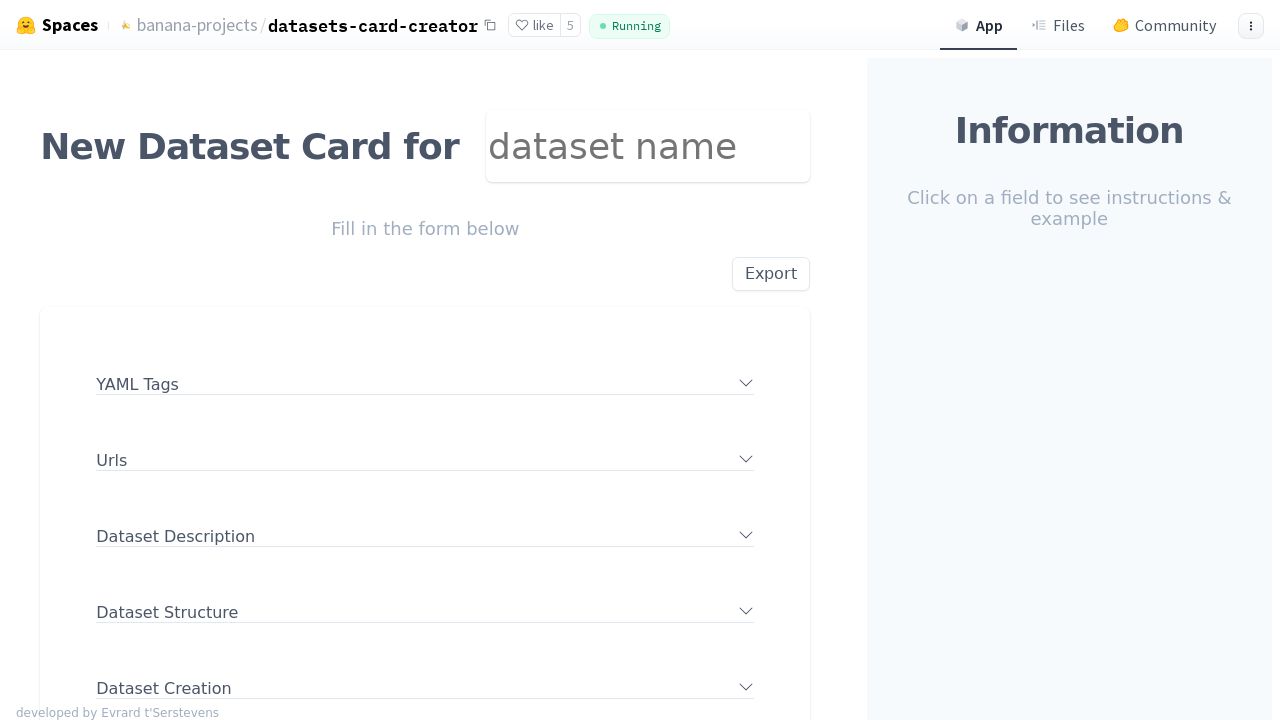 Spaces banana-projects / datasets-card-creator like 5 Running App Files Community
New Dataset Card for dataset name
Fill in the form below
Export
YAML Tags
Urls
Dataset Description
Dataset Structure
Dataset Creation
developed by Evrard t'Serstevens
Information
Click on a field to see instructions &
example